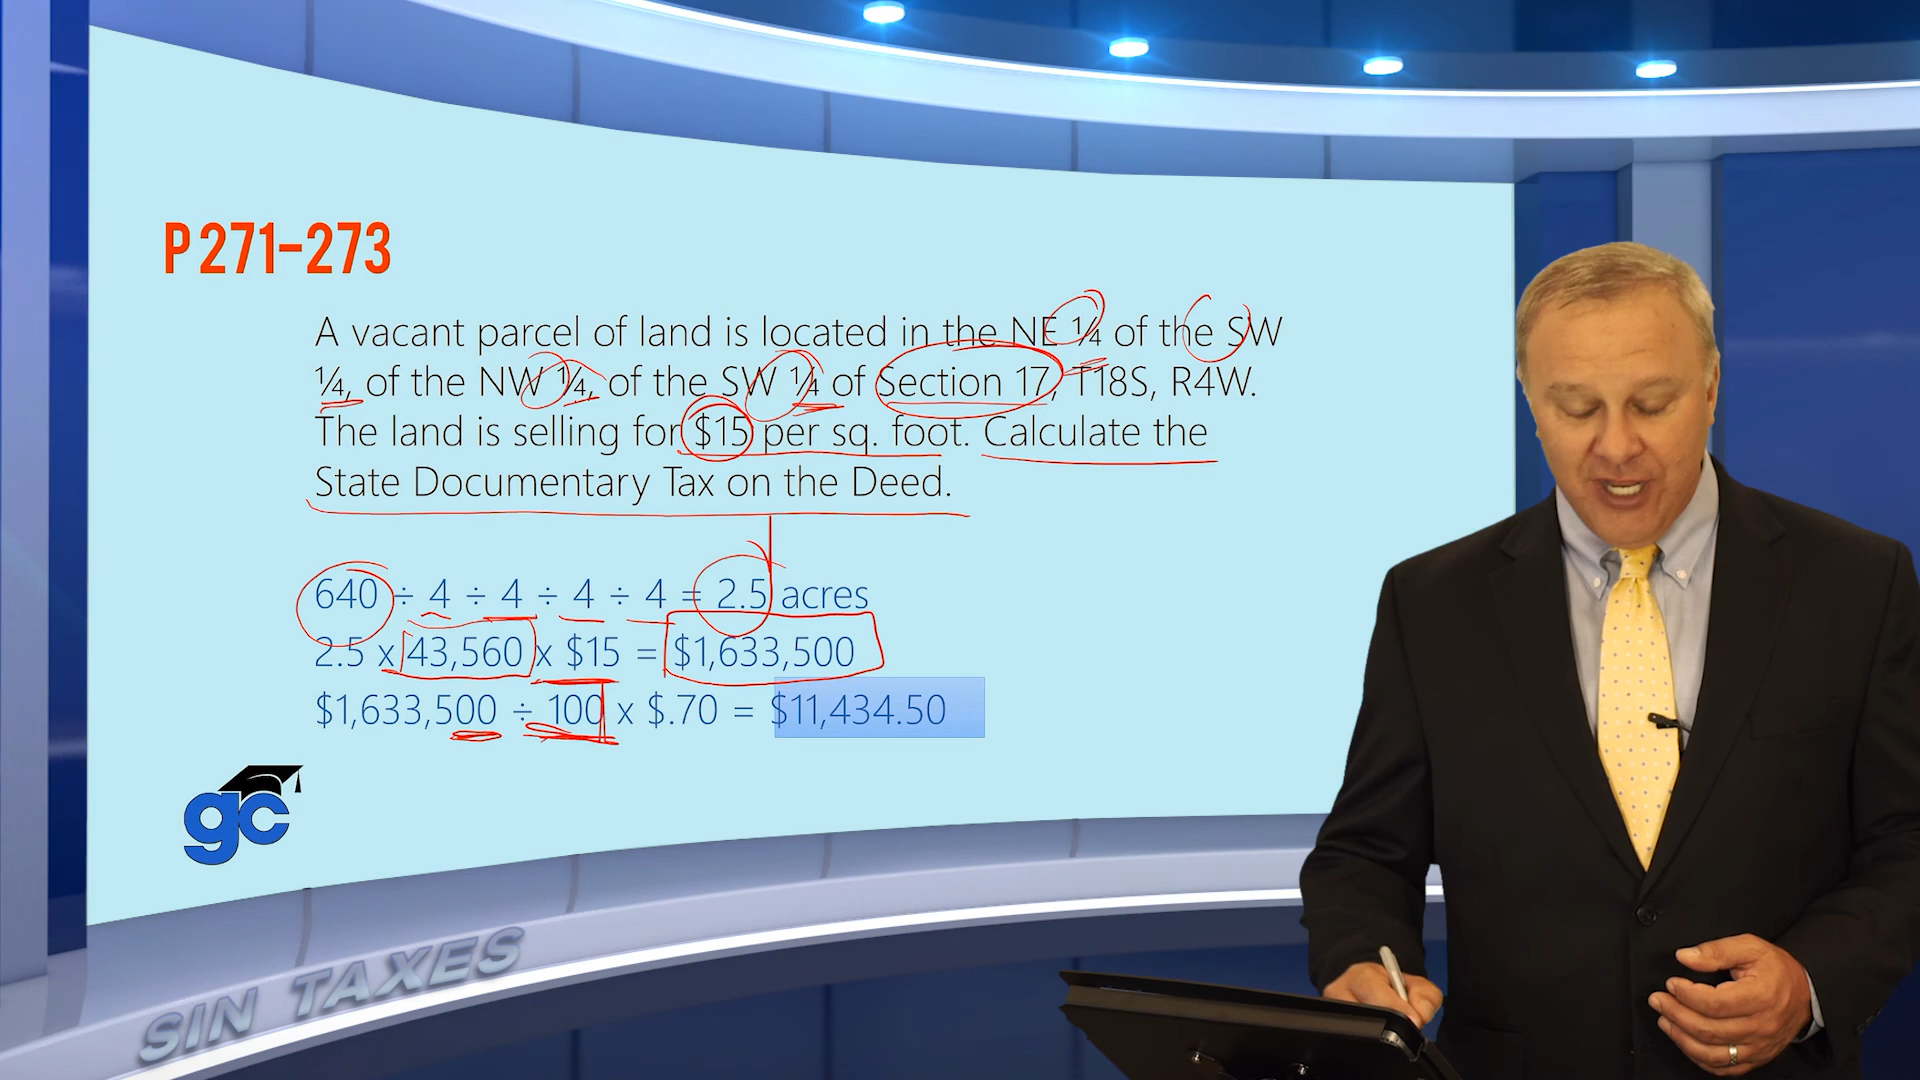 P 271-273
A vacant parcel of land is located in the NE ¼ of the SW
¼, of the NW ¼, of the SW ¼ of Section 17, T18S, R4W.
The land is selling for $15 per sq. foot. Calculate the
State Documentary Tax on the Deed.
640 ÷ 4 ÷ 4 ÷ 4 ÷ 4 = 2.5 acres
2.5 x 43,560 x $15 = $1,633,500
$1,633,500 ÷ 100 x $.70 = $11,434.50
gc
SIN TAXES